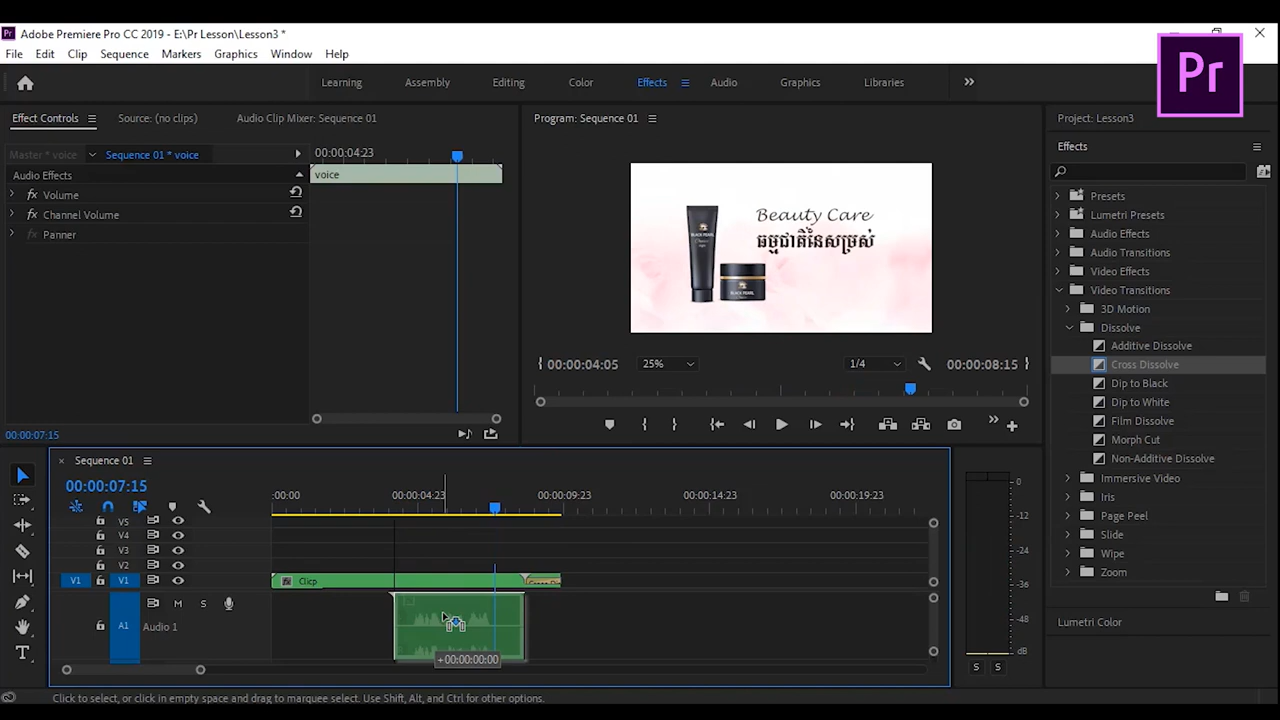 Adobe Premiere Pro CC 2019 - E:\Pr Lesson\Lesson3 *
Pr
File Edit Clip Sequence Markers Graphics Window Help
Learning Assembly Editing Color Effects Audio Graphics Libraries
Effect Controls Source: (no clips) Audio Clip Mixer: Sequence 01
Program: Sequence 01
Project: Lesson3
Effects
Master * voice Sequence 01 * voice
00:00:04:23
voice
Audio Effects
fx Volume
fx Channel Volume
fx Panner
00:00:07:15
Beauty Care
ធម្មជាតិនៃសម្រស់
BLACK PEARL
BLACK PEARL
00:00:04:05 25% 1/4 00:00:08:15
Presets
Lumetri Presets
Audio Effects
Audio Transitions
Video Effects
Video Transitions
3D Motion
Dissolve
Additive Dissolve
Cross Dissolve
Dip to Black
Dip to White
Film Dissolve
Morph Cut
Non-Additive Dissolve
Immersive Video
Iris
Page Peel
Slide
Wipe
Zoom
Lumetri Color
Sequence 01
00:00:07:15
:00:00 00:00:04:23 00:00:09:23 00:00:14:23 00:00:19:23
V5
V4
V3
V2
V1 V1 Clicp
A1 M S Audio 1
+00:00:00:00
0
-12
-24
-36
-48
dB
S S
Click to select, or click in empty space and drag to marquee select. Use Shift, Alt, and Ctrl for other options.